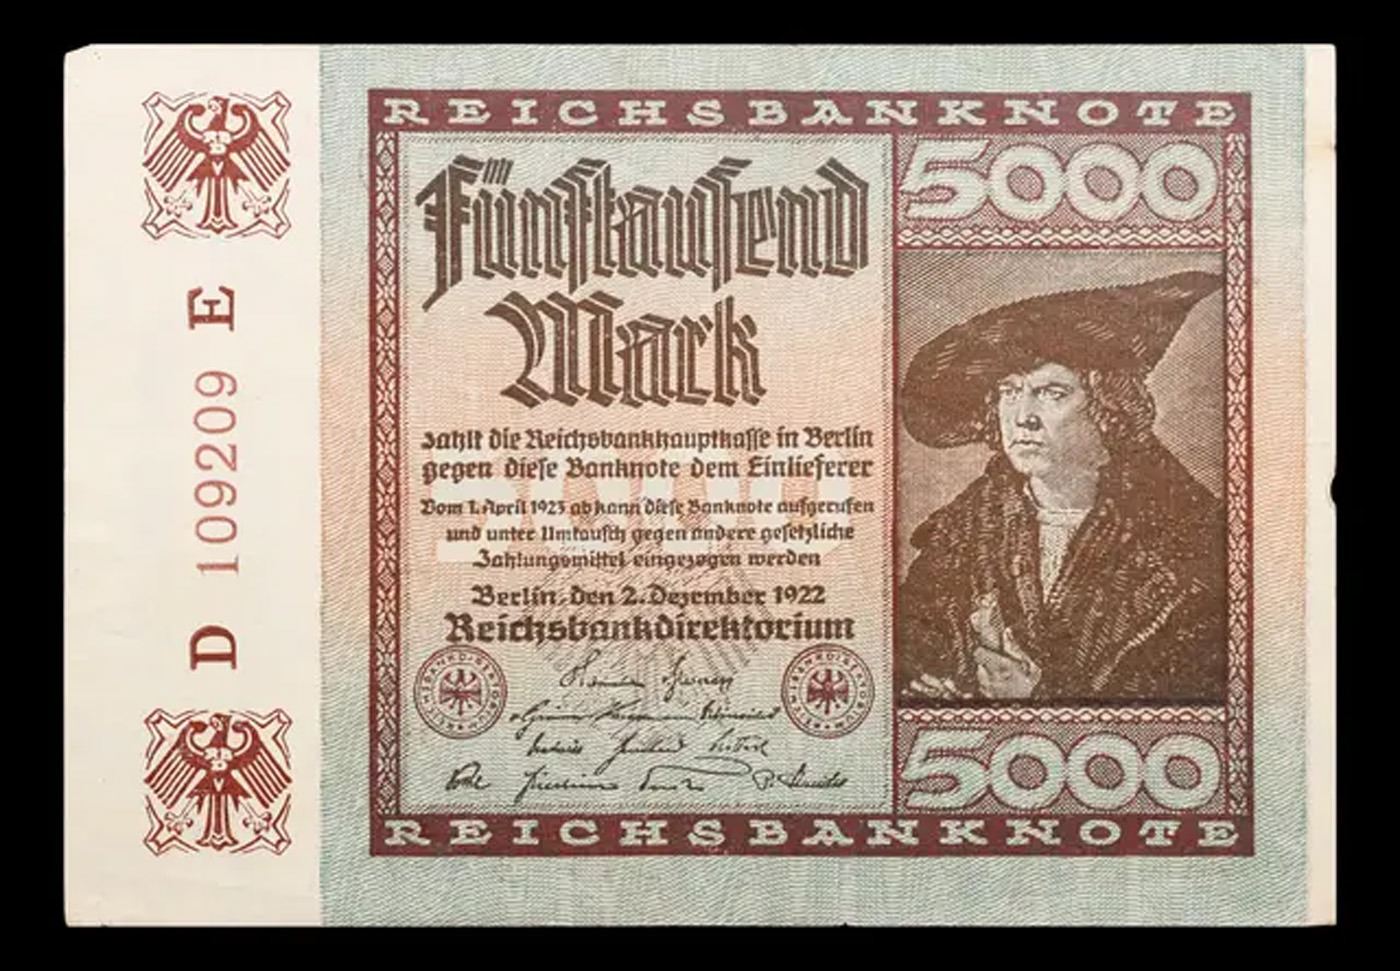 REICHSBANKNOTE
5000
Fünftausend
Mark
zahlt die Reichsbankhauptkasse in Berlin
gegen diese Banknote dem Einlieferer
Vom 1. April 1923 ab kann diese Banknote aufgerufen
und unter Umtausch gegen andere gesetzliche
Zahlungsmittel eingezogen werden
Berlin, den 2. Dezember 1922
Reichsbankdirektorium
5000
REICHSBANKNOTE
D 109209 E